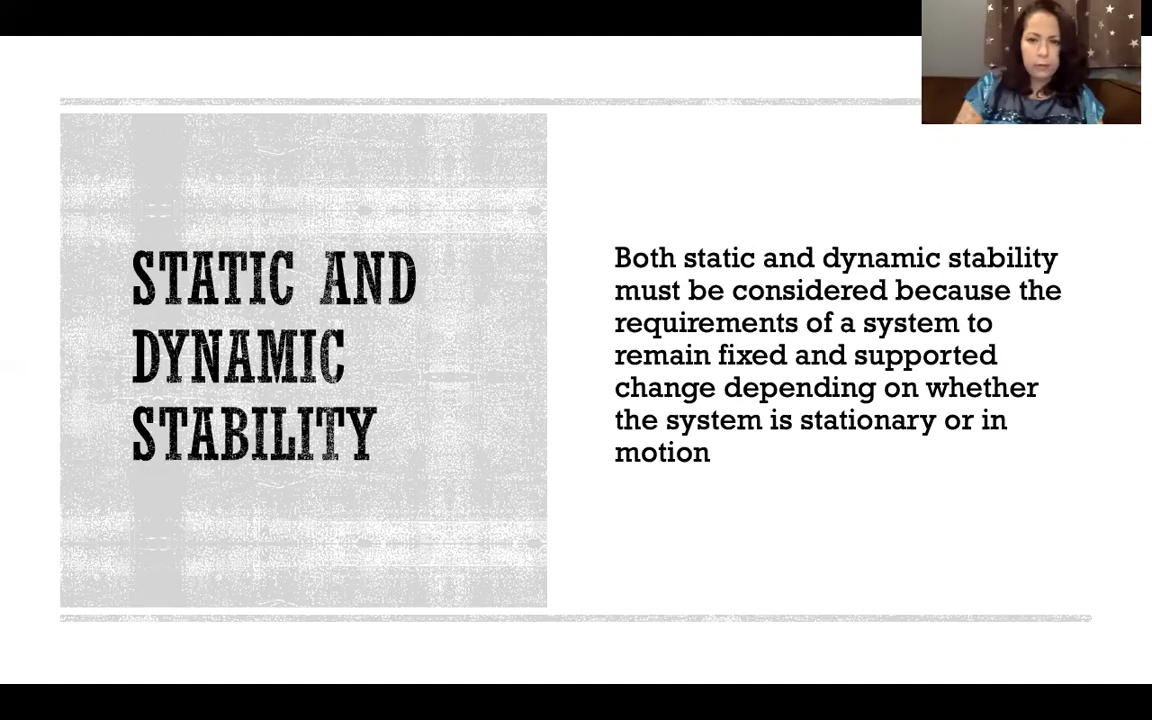 STATIC AND
DYNAMIC
STABILITY
Both static and dynamic stability
must be considered because the
requirements of a system to
remain fixed and supported
change depending on whether
the system is stationary or in
motion